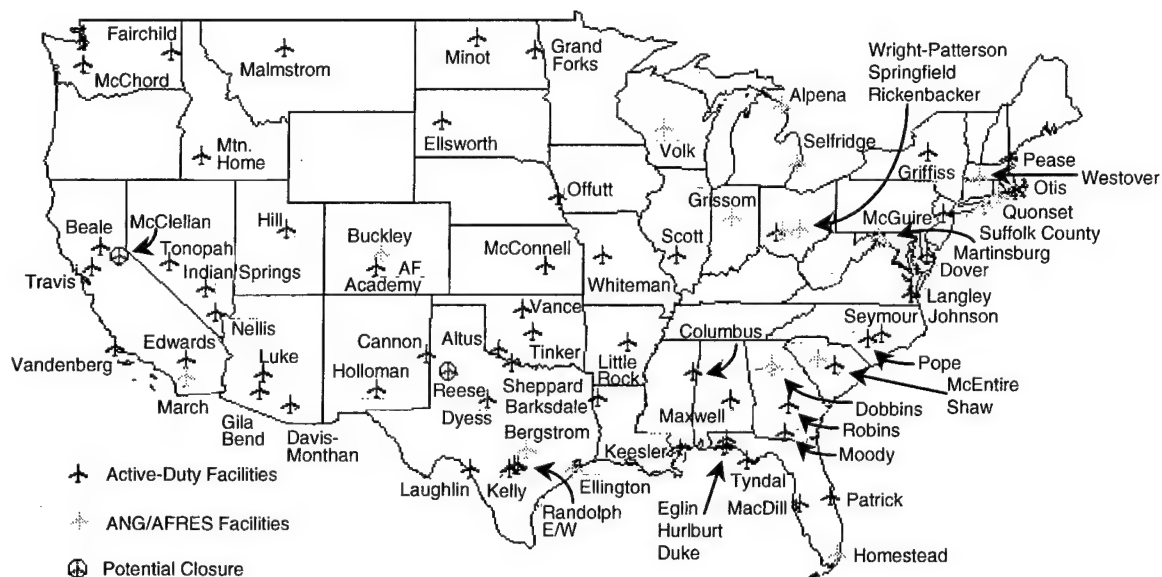 Fairchild
McChord
Malmstrom
Minot
Grand
Forks
Wright-Patterson
Springfield
Rickenbacker
Alpena
Mtn.
Home
Ellsworth
Volk
Selfridge
Griffiss
Pease
Westover
Otis
Offutt
Grissom
McGuire
Quonset
Suffolk County
Martinsburg
Beale
McClellan
Hill
Buckley
Tonopah
McConnell
Scott
Dover
Travis
Indian Springs
AF
Academy
Whiteman
Langley
Nellis
Vance
Columbus
Seymour
Johnson
Edwards
Cannon
Altus
Tinker
Vandenberg
Luke
Holloman
Little
Rock
Pope
Reese
Sheppard
McEntire
Shaw
March
Dyess
Barksdale
Maxwell
Dobbins
Gila
Bend
Davis-
Monthan
Bergstrom
Robins
Keesler
Moody
Active-Duty Facilities
Laughlin
Kelly
Ellington
Tyndal
Randolph
E/W
Eglin
Hurlburt
Duke
MacDill
Patrick
ANG/AFRES Facilities
Homestead
Potential Closure